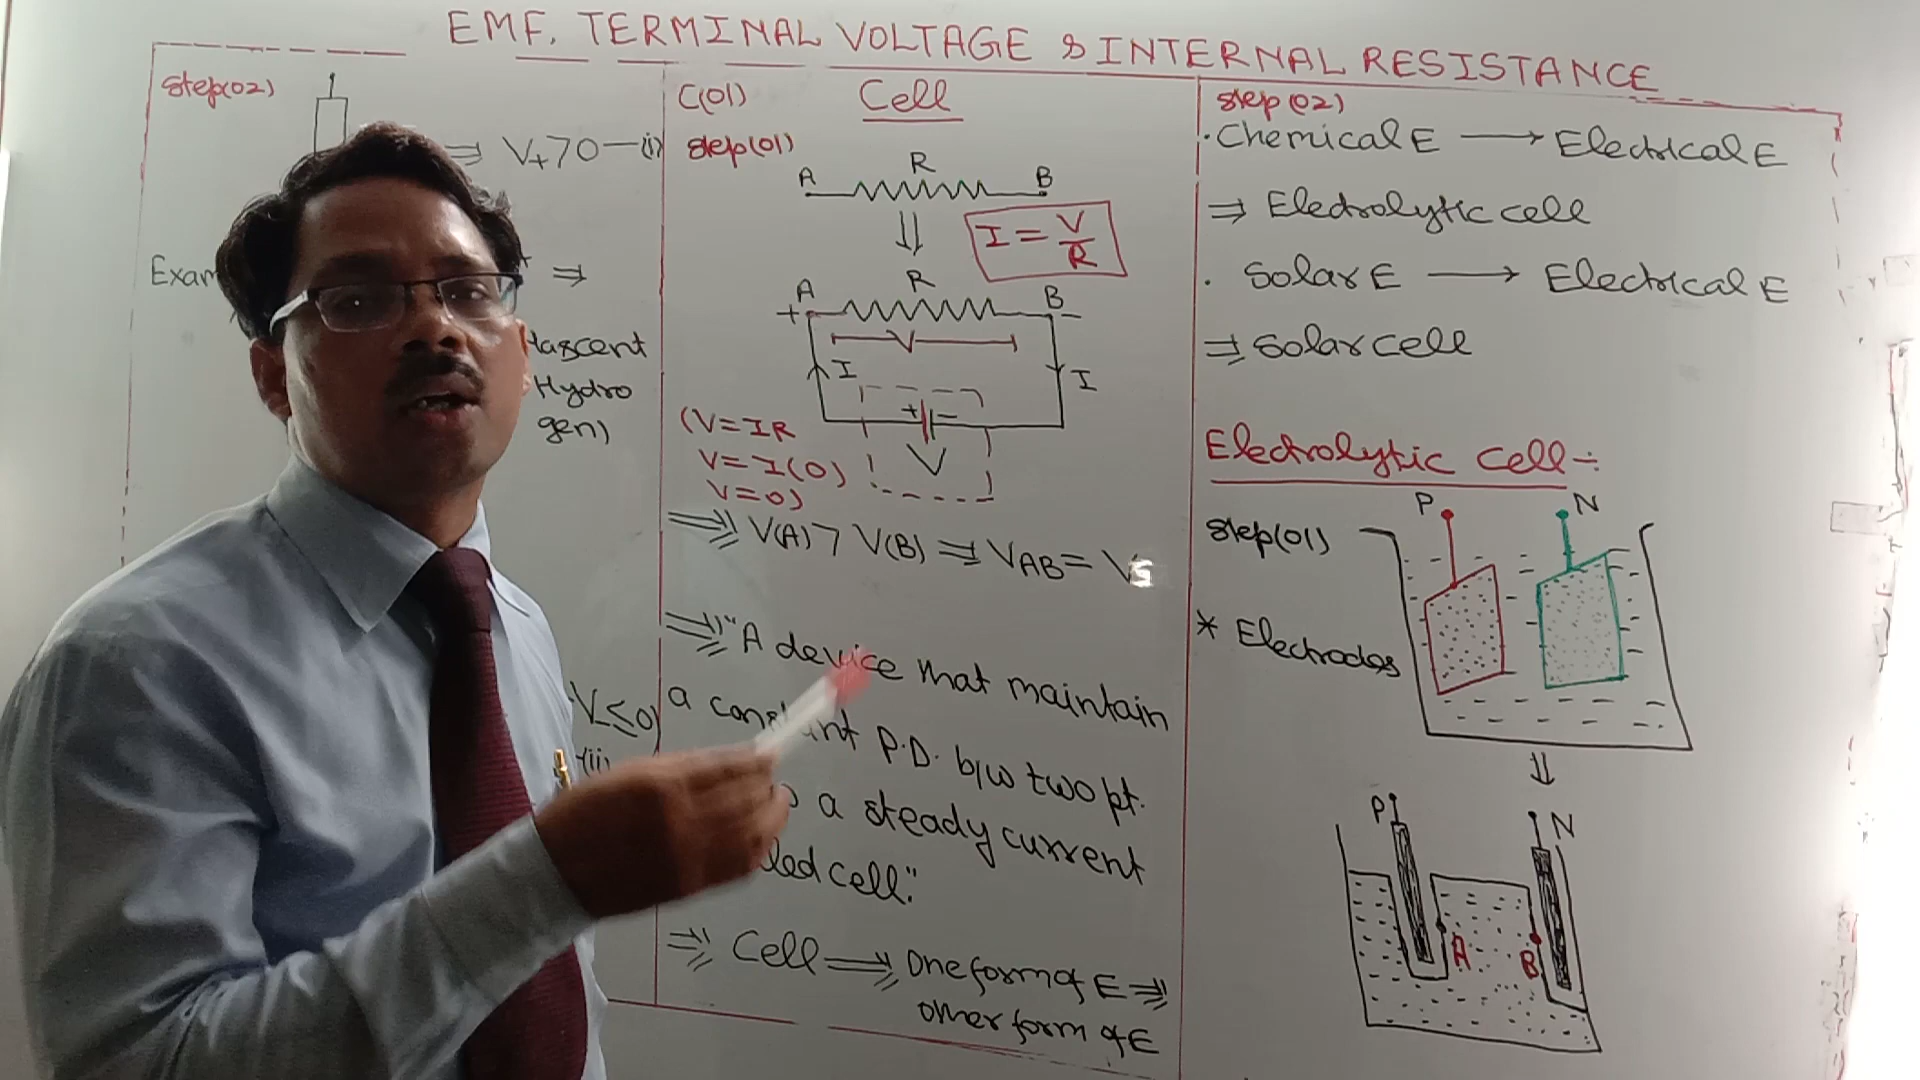 EMF, TERMINAL VOLTAGE & INTERNAL RESISTANCE
Step(02)
⇒ V+>0—(i)
⇒
Nascent
Hydro
gen)
V-≤0)
(ii)
C(01)
Cell
Step(01)
A R B
I = V/R
A R B
+ -
V
I I
+ -
V
(V=IR
V=I(0)
V=0)
⇒ V(A) > V(B) ⇒ VAB = Vs
⇒ "A device that maintain
a constant P.D. b/w two pt.
a steady current
cell".
⇒ Cell ⇒ One form of E ⇒
other form of E
Step(02)
· Chemical E → Electrical E
⇒ Electrolytic cell
· Solar E → Electrical E
⇒ Solar cell
Electrolytic Cell:-
P N
Step(01)
* Electrodes
⇓
P N
A B